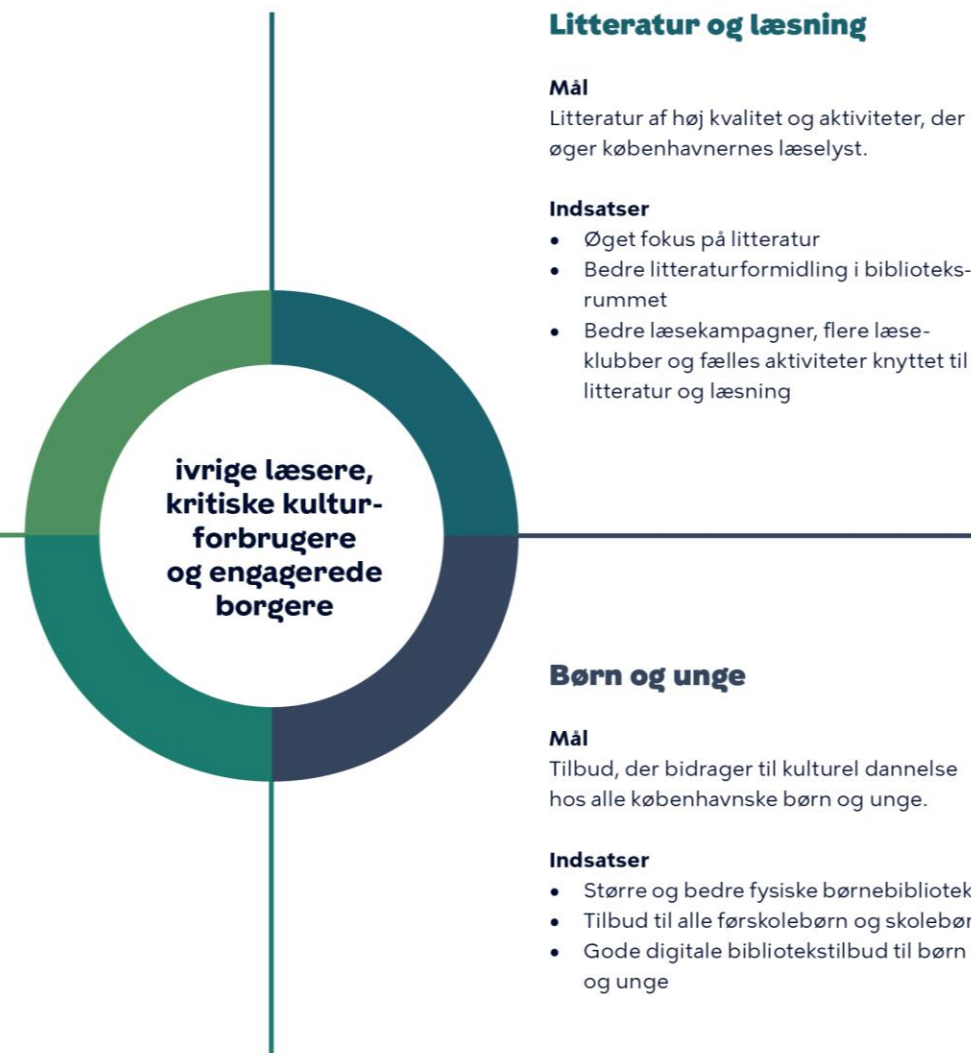 Litteratur og læsning
Mål
Litteratur af høj kvalitet og aktiviteter, der
øger københavnernes læselyst.
Indsatser
• Øget fokus på litteratur
• Bedre litteraturformidling i biblioteks-
rummet
• Bedre læsekampagner, flere læse-
klubber og fælles aktiviteter knyttet til
litteratur og læsning
ivrige læsere,
kritiske kultur-
forbrugere
og engagerede
borgere
Børn og unge
Mål
Tilbud, der bidrager til kulturel dannelse
hos alle københavnske børn og unge.
Indsatser
• Større og bedre fysiske børnebibliotek
• Tilbud til alle førskolebørn og skolebør
• Gode digitale bibliotekstilbud til børn
og unge